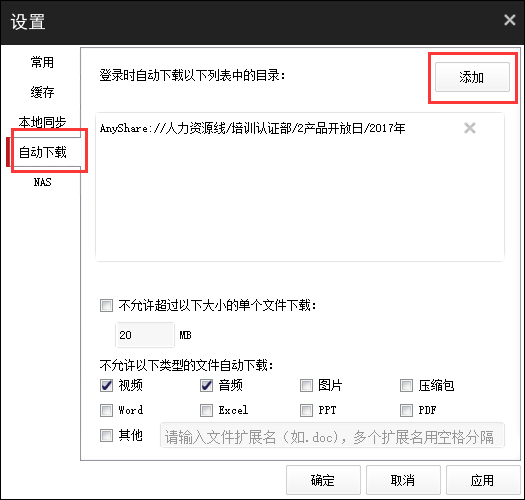 设置
常用
缓存
本地同步
自动下载
NAS
登录时自动下载以下列表中的目录：
添加
AnyShare://人力资源线/培训认证部/2产品开放日/2017年
不允许超过以下大小的单个文件下载：
20 MB
不允许以下类型的文件自动下载：
视频 音频 图片 压缩包
Word Excel PPT PDF
其他 请输入文件扩展名（如.doc），多个扩展名用空格分隔
确定 取消 应用